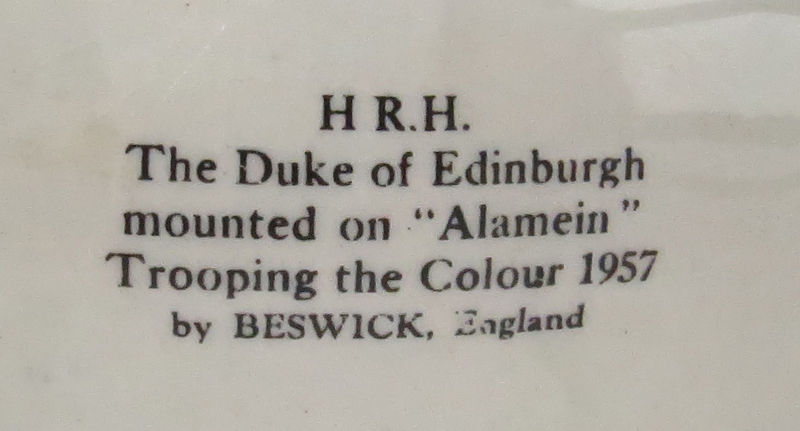 H R.H.
The Duke of Edinburgh
mounted on "Alamein"
Trooping the Colour 1957
by BESWICK, England